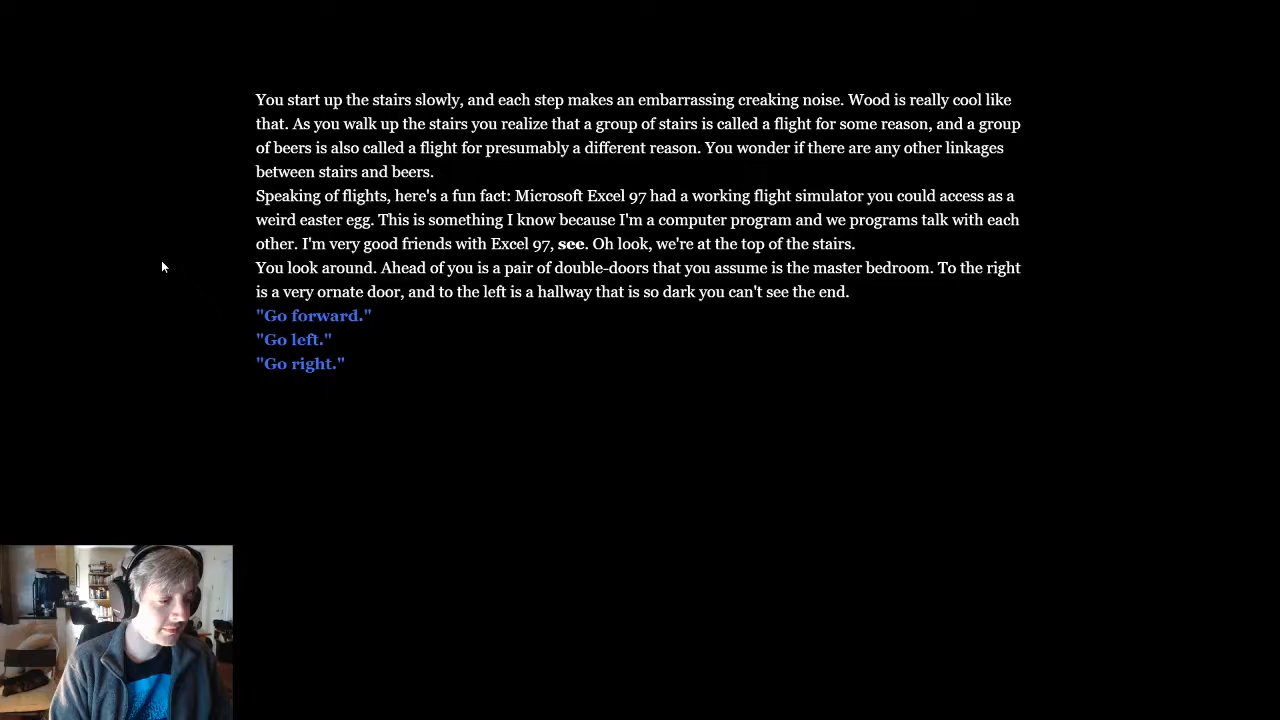 You start up the stairs slowly, and each step makes an embarrassing creaking noise. Wood is really cool like
that. As you walk up the stairs you realize that a group of stairs is called a flight for some reason, and a group
of beers is also called a flight for presumably a different reason. You wonder if there are any other linkages
between stairs and beers.
Speaking of flights, here's a fun fact: Microsoft Excel 97 had a working flight simulator you could access as a
weird easter egg. This is something I know because I'm a computer program and we programs talk with each
other. I'm very good friends with Excel 97, see. Oh look, we're at the top of the stairs.
You look around. Ahead of you is a pair of double-doors that you assume is the master bedroom. To the right
is a very ornate door, and to the left is a hallway that is so dark you can't see the end.
"Go forward."
"Go left."
"Go right."